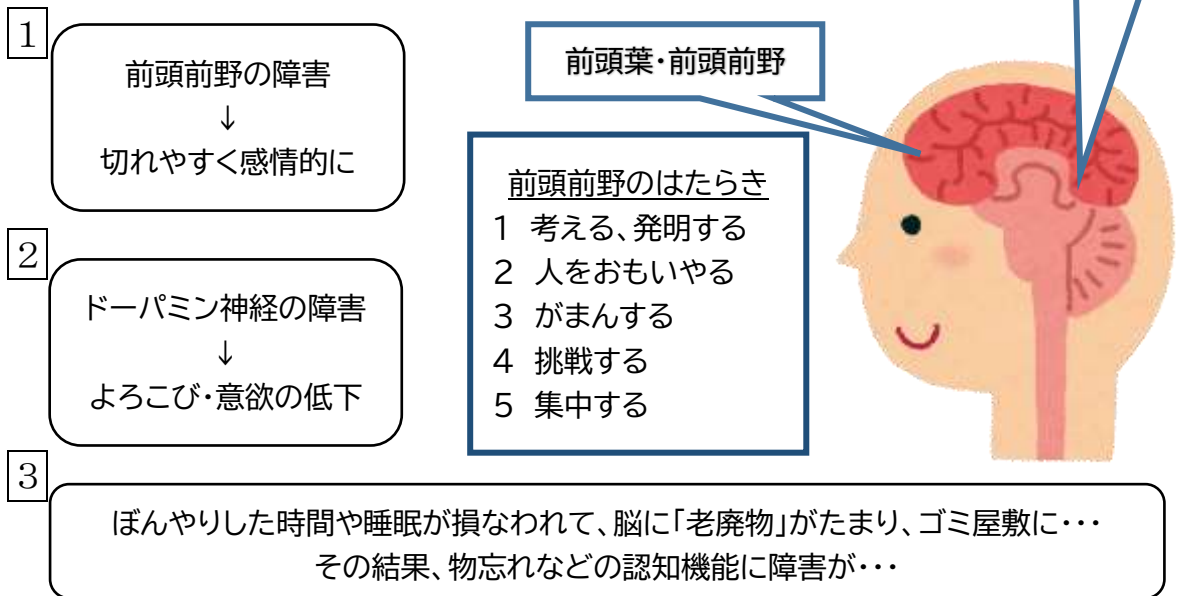 1
前頭前野の障害
↓
切れやすく感情的に
2
ドーパミン神経の障害
↓
よろこび・意欲の低下
前頭葉・前頭前野
前頭前野のはたらき
1 考える、発明する
2 人をおもいやる
3 がまんする
4 挑戦する
5 集中する
3
ぼんやりした時間や睡眠が損なわれて、脳に「老廃物」がたまり、ゴミ屋敷に・・・
その結果、物忘れなどの認知機能に障害が・・・